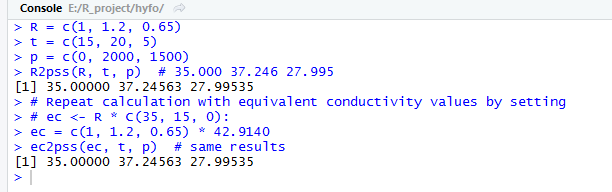 Console E:/R_project/hyfo/
> R = c(1, 1.2, 0.65)
> t = c(15, 20, 5)
> p = c(0, 2000, 1500)
> R2pss(R, t, p)  # 35.000 37.246 27.995
[1] 35.00000 37.24563 27.99535
> # Repeat calculation with equivalent conductivity values by setting
> # ec <- R * C(35, 15, 0):
> ec = c(1, 1.2, 0.65) * 42.9140
> ec2pss(ec, t, p)  # same results
[1] 35.00000 37.24563 27.99535
>